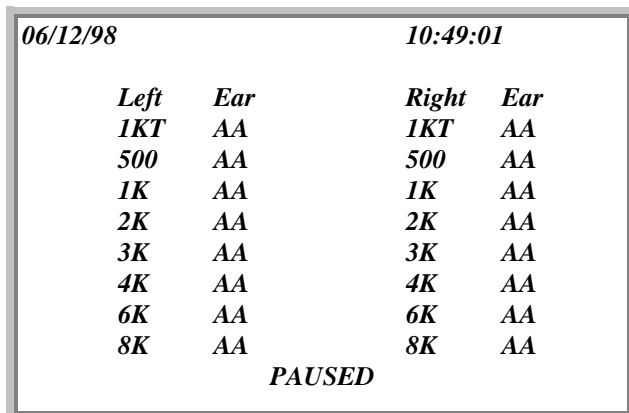 06/12/98 10:49:01
Left Ear Right Ear
1KT AA 1KT AA
500 AA 500 AA
1K AA 1K AA
2K AA 2K AA
3K AA 3K AA
4K AA 4K AA
6K AA 6K AA
8K AA 8K AA
PAUSED